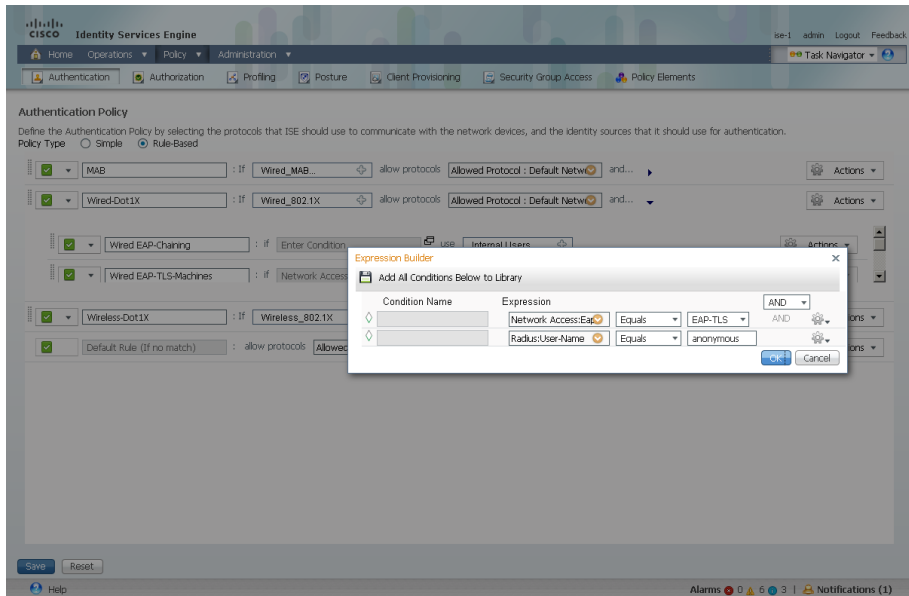 CISCO Identity Services Engine
ise-1 admin Logout Feedback
Home Operations Policy Administration
Task Navigator
Authentication Authorization Profiling Posture Client Provisioning Security Group Access Policy Elements
Authentication Policy
Define the Authentication Policy by selecting the protocols that ISE should use to communicate with the network devices, and the identity sources that it should use for authentication.
Policy Type Simple Rule-Based
MAB : If Wired_MAB... allow protocols Allowed Protocol : Default Netw and... Actions
Wired-Dot1X : If Wired_802.1X allow protocols Allowed Protocol : Default Netw and... Actions
Wired EAP-Chaining : if Enter Condition use Internal Users Actions
Wired EAP-TLS-Machines : if Network Access
Expression Builder
Add All Conditions Below to Library
Condition Name Expression AND
Network Access:Eap Equals EAP-TLS AND
Radius:User-Name Equals anonymous
OK Cancel
Wireless-Dot1X : If Wireless_802.1X ons
Default Rule (If no match) : allow protocols Allowed ons
Save Reset
Help
Alarms 0 6 3 | Notifications (1)